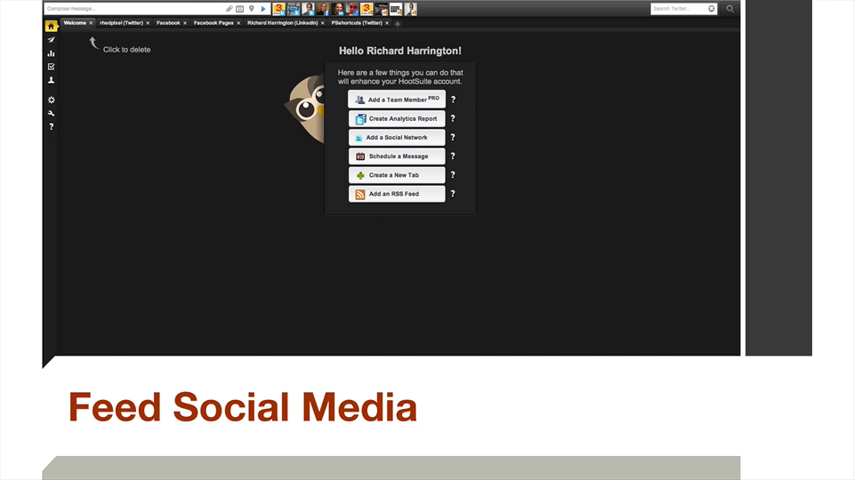 Compose message...
Search Twitter...
Welcome
rhedpixel (Twitter)
Facebook
Facebook Pages
Richard Harrington (LinkedIn)
PSshortcuts (Twitter)
Click to delete
Hello Richard Harrington!
Here are a few things you can do that
will enhance your HootSuite account.
Add a Team Member PRO ?
Create Analytics Report ?
Add a Social Network ?
Schedule a Message ?
Create a New Tab ?
Add an RSS Feed ?
Feed Social Media